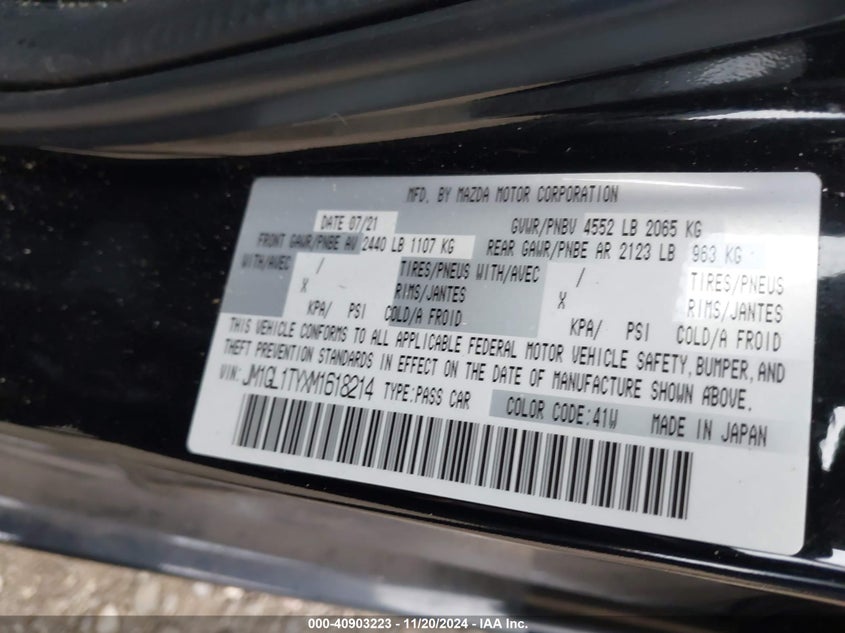 MFD. BY MAZDA MOTOR CORPORATION
DATE 07/21 GVWR/PNBV 4552 LB 2065 KG
FRONT GAWR/PNBE AV 2440 LB 1107 KG REAR GAWR/PNBE AR 2123 LB 963 KG
WITH/AVEC / TIRES/PNEUS WITH/AVEC / TIRES/PNEUS
X RIMS/JANTES X RIMS/JANTES
KPA/ PSI COLD/A FROID KPA/ PSI COLD/A FROID
THIS VEHICLE CONFORMS TO ALL APPLICABLE FEDERAL MOTOR VEHICLE SAFETY, BUMPER, AND
THEFT PREVENTION STANDARDS IN EFFECT ON THE DATE OF MANUFACTURE SHOWN ABOVE.
VIN: JM1GL1TYXM1618214 TYPE:PASS CAR COLOR CODE:41W MADE IN JAPAN
000-40903223 - 11/20/2024 - IAA Inc.